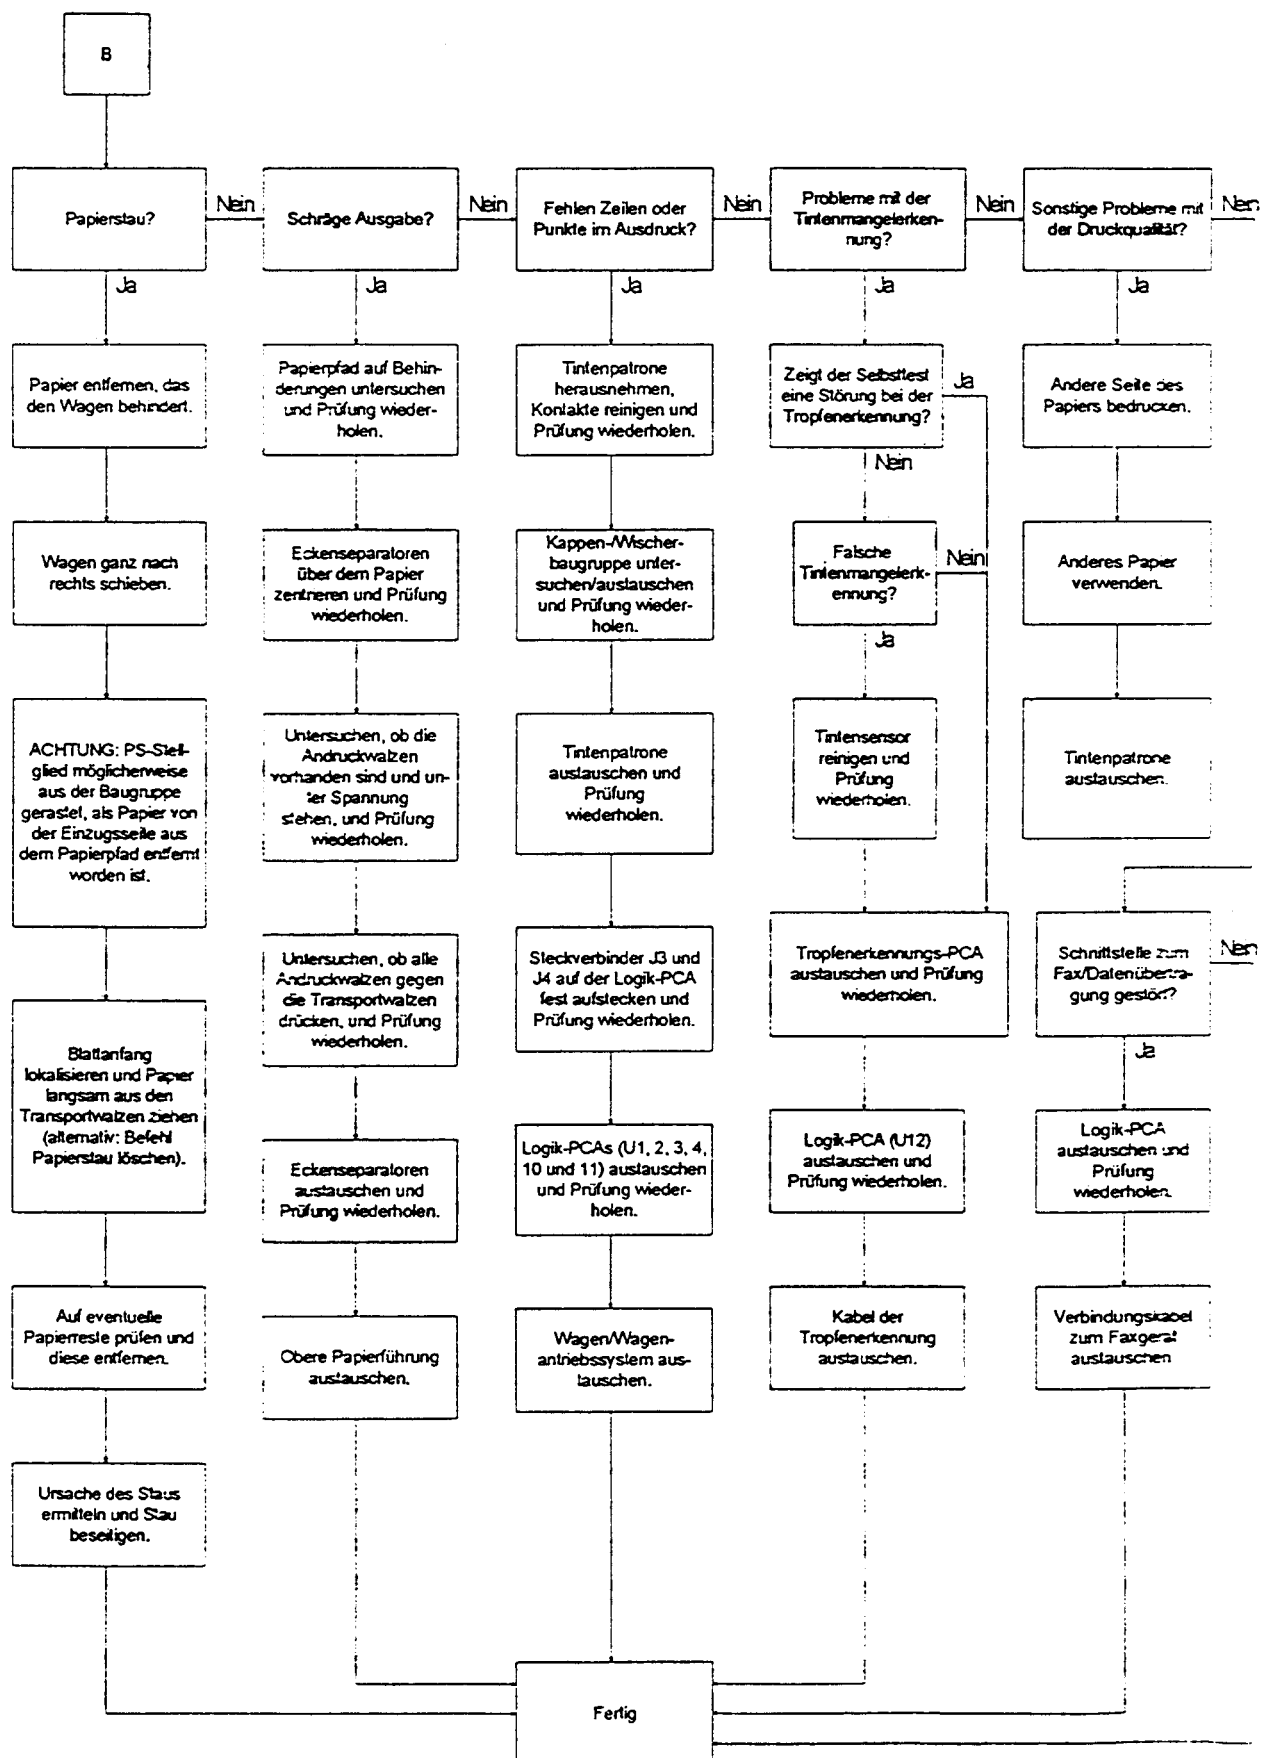 B
Papierstau?
Nein
Schräge Ausgabe?
Nein
Fehlen Zeilen oder
Punkte im Ausdruck?
Nein
Probleme mit der
Tintenmangelerken-
nung?
Nein
Sonstige Probleme mit
der Druckqualität?
Nein
Ja
Ja
Ja
Ja
Ja
Papier entfernen, das
den Wagen behindert.
Papierpfad auf Behin-
derungen untersuchen
und Prüfung wieder-
holen.
Tintenpatrone
herausnehmen,
Kontakte reinigen und
Prüfung wiederholen.
Zeigt der Selbsttest
eine Störung bei der
Tropfenerkennung?
Ja
Nein
Andere Seite des
Papiers bedrucken.
Wagen ganz nach
rechts schieben.
Eckenseparatoren
über dem Papier
zentrieren und Prüfung
wiederholen.
Kappen-/Wischer-
baugruppe unter-
suchen/austauschen
und Prüfung wieder-
holen.
Falsche
Tintenmangelerk-
ennung?
Nein
Ja
Anderes Papier
verwenden.
ACHTUNG: PS-Stell-
glied möglicherweise
aus der Baugruppe
gerastet, als Papier von
der Einzugsseite aus
dem Papierpfad entfernt
worden ist.
Untersuchen, ob die
Andruckwalzen
vorhanden sind und un-
ter Spannung
stehen, und Prüfung
wiederholen.
Tintenpatrone
austauschen und
Prüfung
wiederholen.
Tintensensor
reinigen und
Prüfung
wiederholen.
Tintenpatrone
austauschen.
Blattanfang
lokalisieren und Papier
langsam aus den
Transportwalzen ziehen
(alternativ: Befehl
Papierstau löschen).
Untersuchen, ob alle
Andruckwalzen gegen
die Transportwalzen
drücken, und Prüfung
wiederholen.
Steckverbinder J3 und
J4 auf der Logik-PCA
fest aufstecken und
Prüfung wiederholen.
Tropfenerkennungs-PCA
austauschen und Prüfung
wiederholen.
Schnittstelle zum
Fax/Datenübertra-
gung gestört?
Nein
Ja
Eckenseparatoren
austauschen und
Prüfung wiederholen.
Logik-PCAs (U1, 2, 3, 4,
10 und 11) austauschen
und Prüfung wieder-
holen.
Logik-PCA (U12)
austauschen und
Prüfung wiederholen.
Logik-PCA
austauschen und
Prüfung
wiederholen.
Auf eventuelle
Papierreste prüfen und
diese entfernen.
Obere Papierführung
austauschen.
Wagen/Wagen-
antriebssystem aus-
tauschen.
Kabel der
Tropfenerkennung
austauschen.
Verbindungskabel
zum Faxgerät
austauschen
Ursache des Staus
ermitteln und Stau
beseitigen.
Fertig